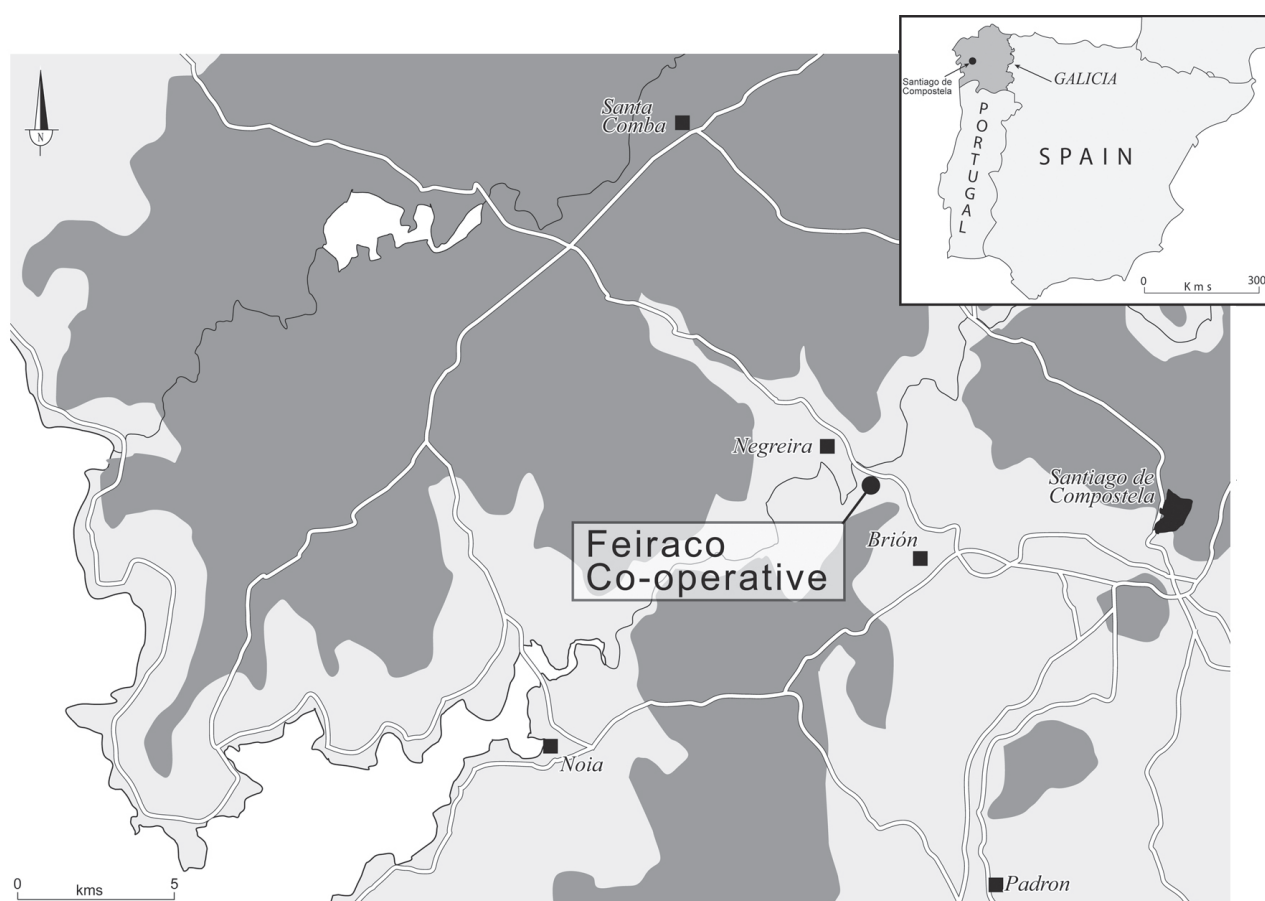 N
Santa
Comba
Negreira
Santiago de
Compostela
Feiraco
Co-operative
Brión
Noia
Padron
0 kms 5
Santiago de
Compostela
GALICIA
PORTUGAL
SPAIN
0 Kms 300